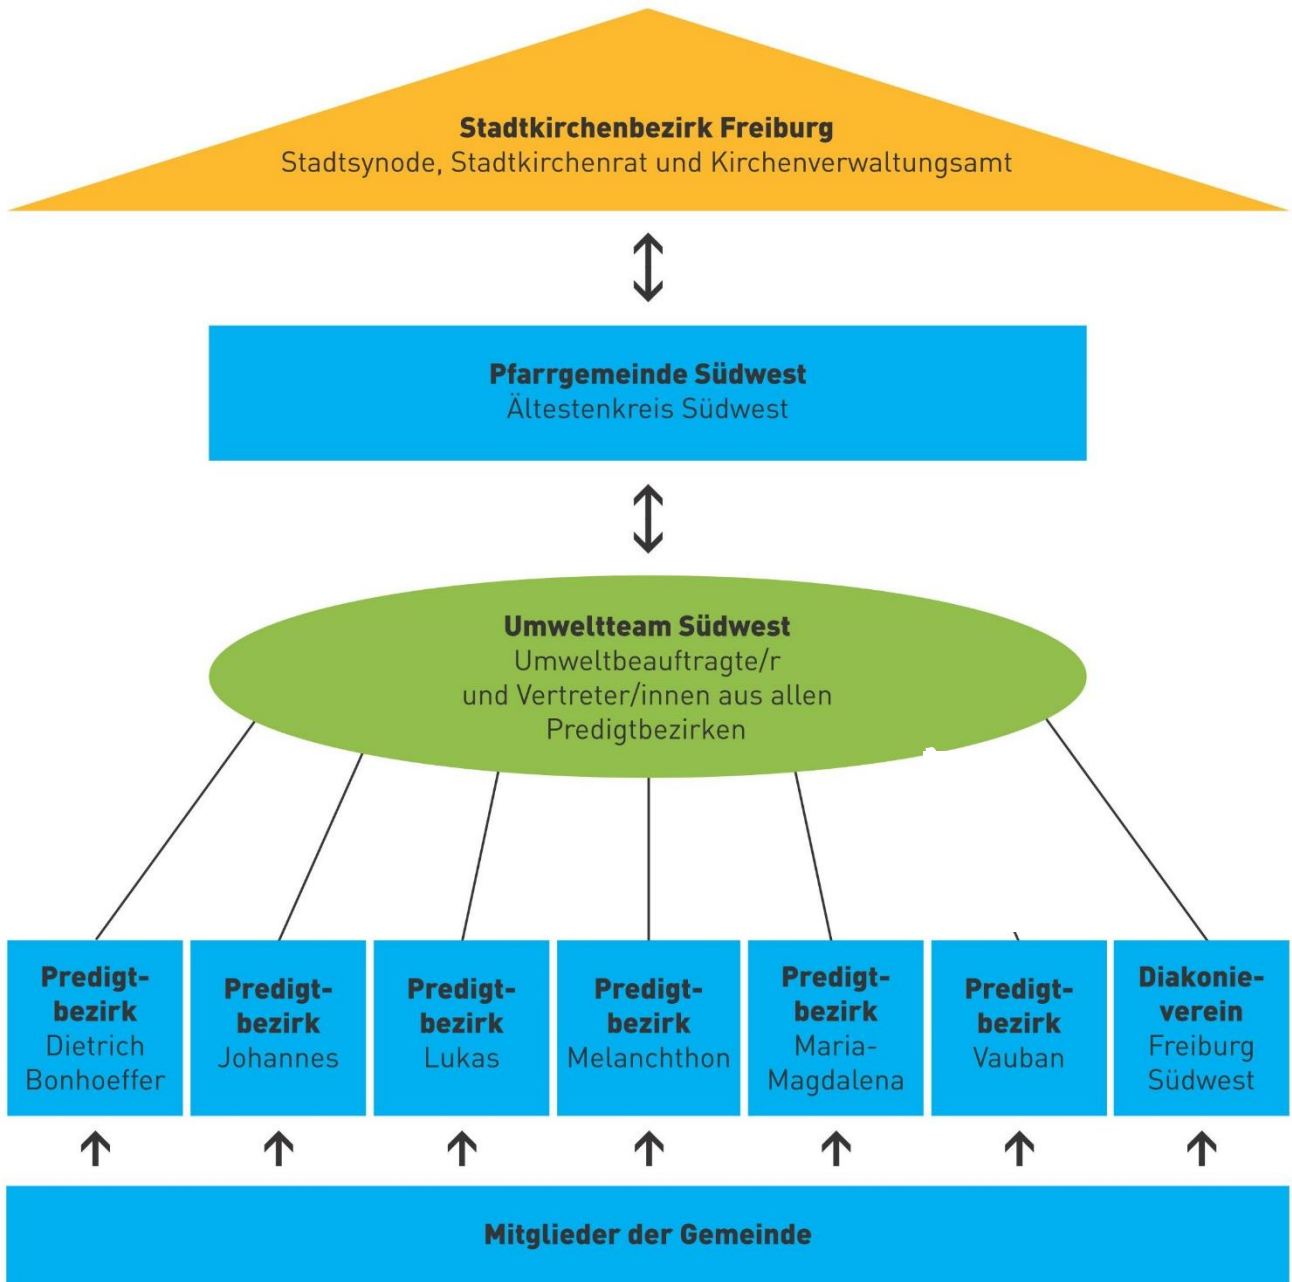 Stadtkirchenbezirk Freiburg
Stadtsynode, Stadtkirchenrat und Kirchenverwaltungsamt
Pfarrgemeinde Südwest
Ältestenkreis Südwest
Umweltteam Südwest
Umweltbeauftragte/r
und Vertreter/innen aus allen
Predigtbezirken
Predigt-
bezirk
Dietrich
Bonhoeffer
Predigt-
bezirk
Johannes
Predigt-
bezirk
Lukas
Predigt-
bezirk
Melanchthon
Predigt-
bezirk
Maria-
Magdalena
Predigt-
bezirk
Vauban
Diakonie-
verein
Freiburg
Südwest
Mitglieder der Gemeinde